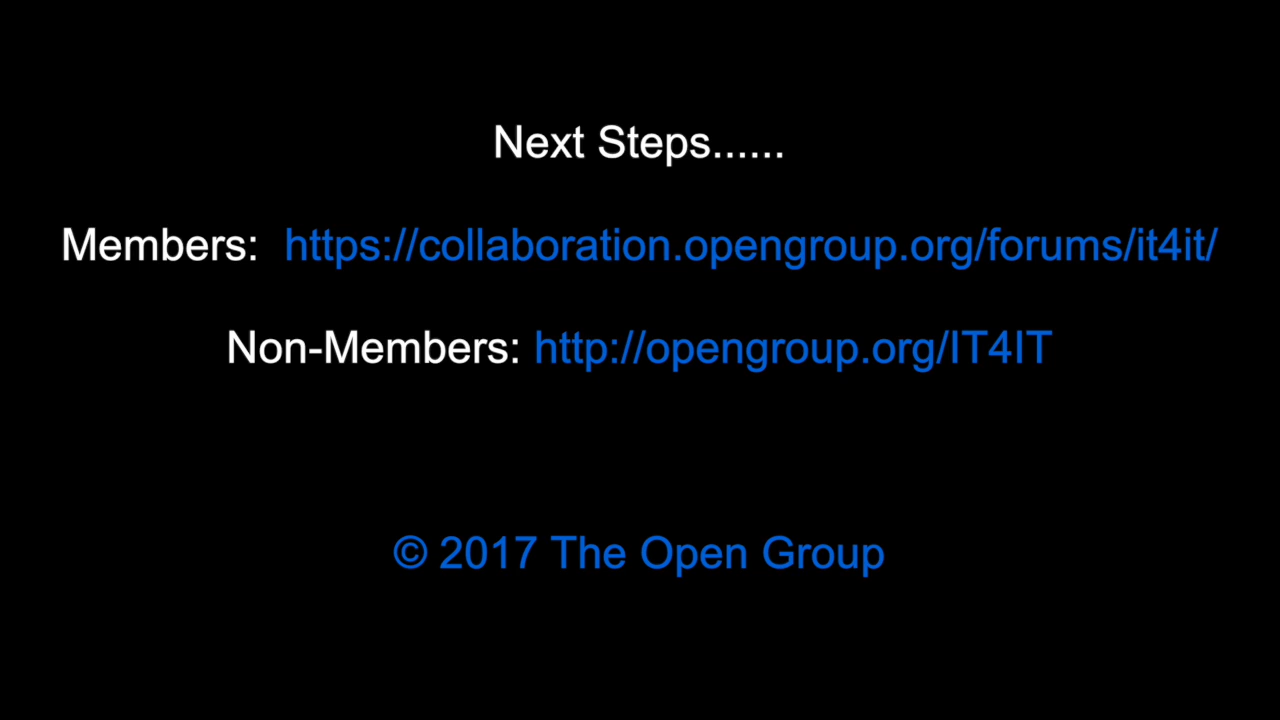 Next Steps......
Members: https://collaboration.opengroup.org/forums/it4it/
Non-Members: http://opengroup.org/IT4IT
© 2017 The Open Group